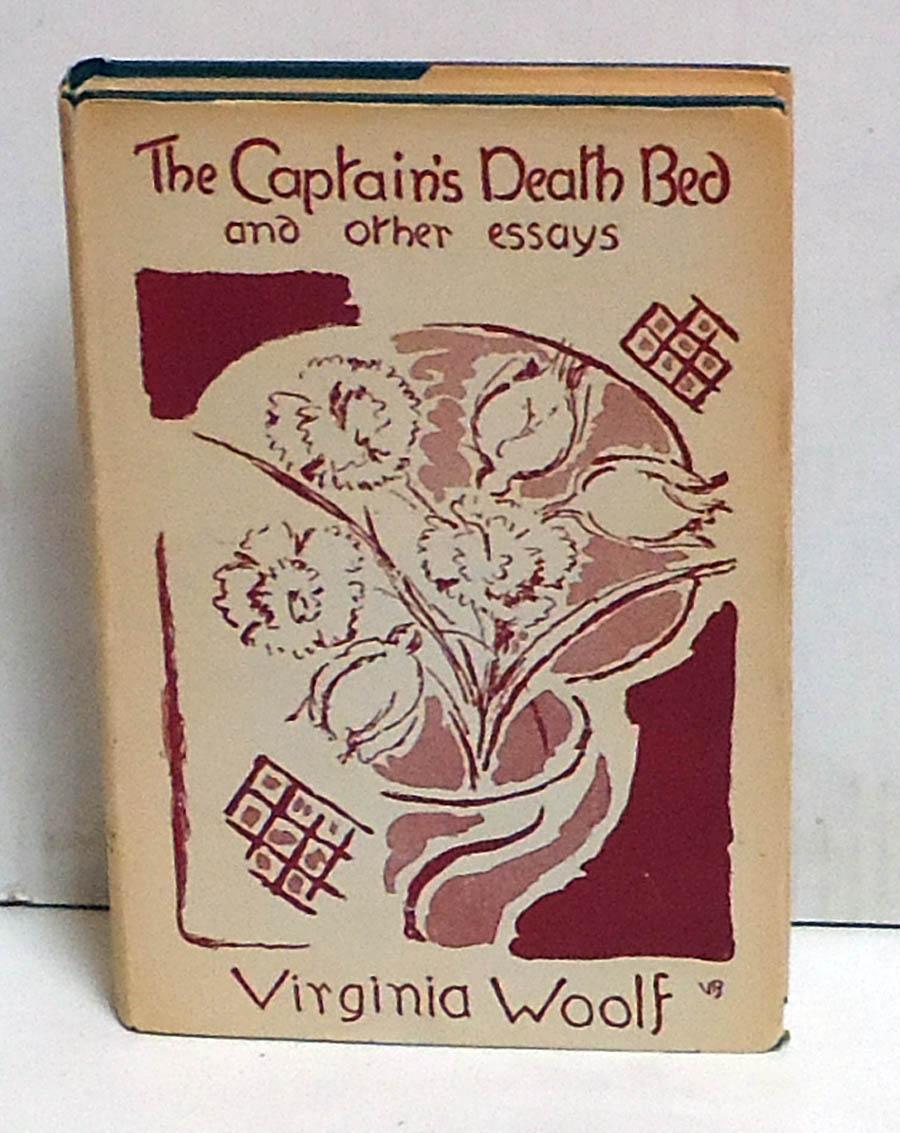 The Captain's Death Bed
and other essays
Virginia Woolf
VB